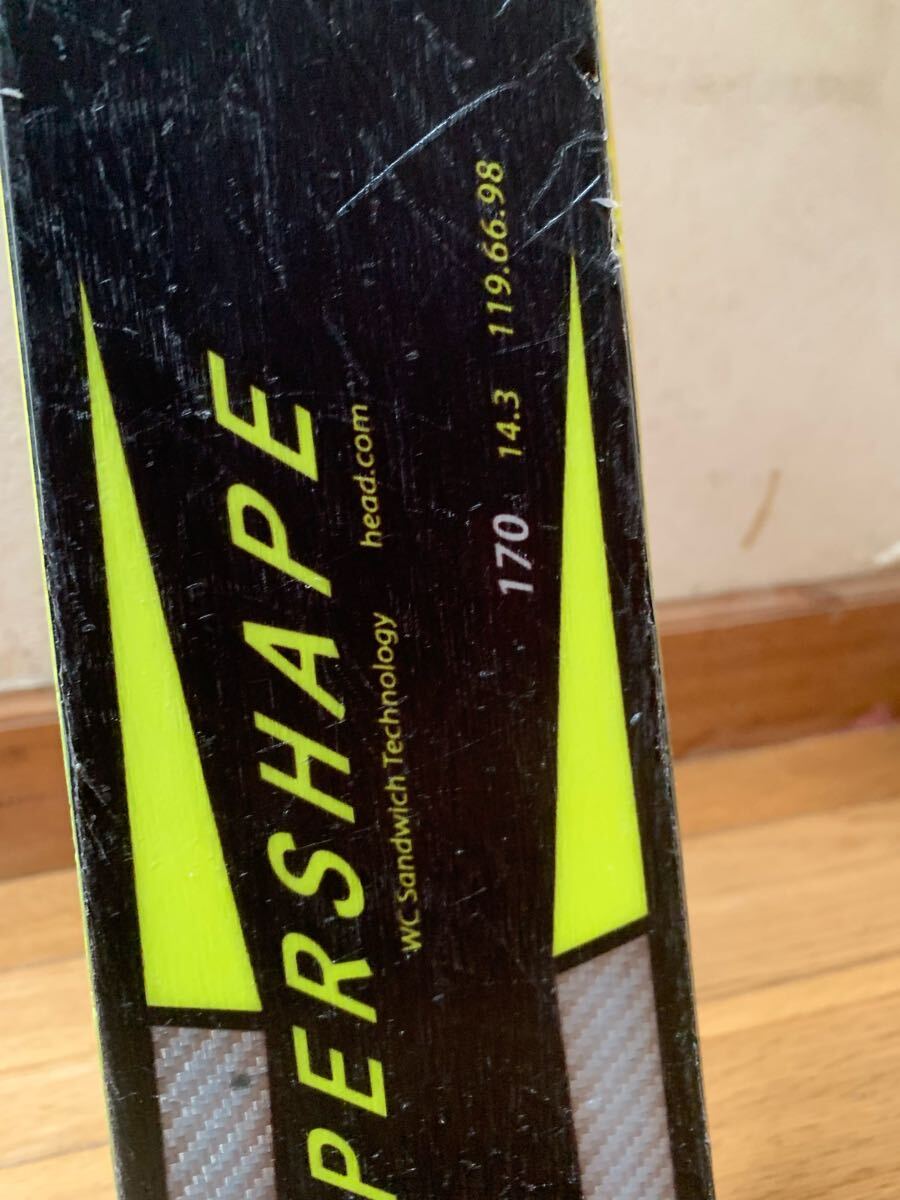 PERSHAPE
WC Sandwich Technology head.com
170 14.3 119.66.98